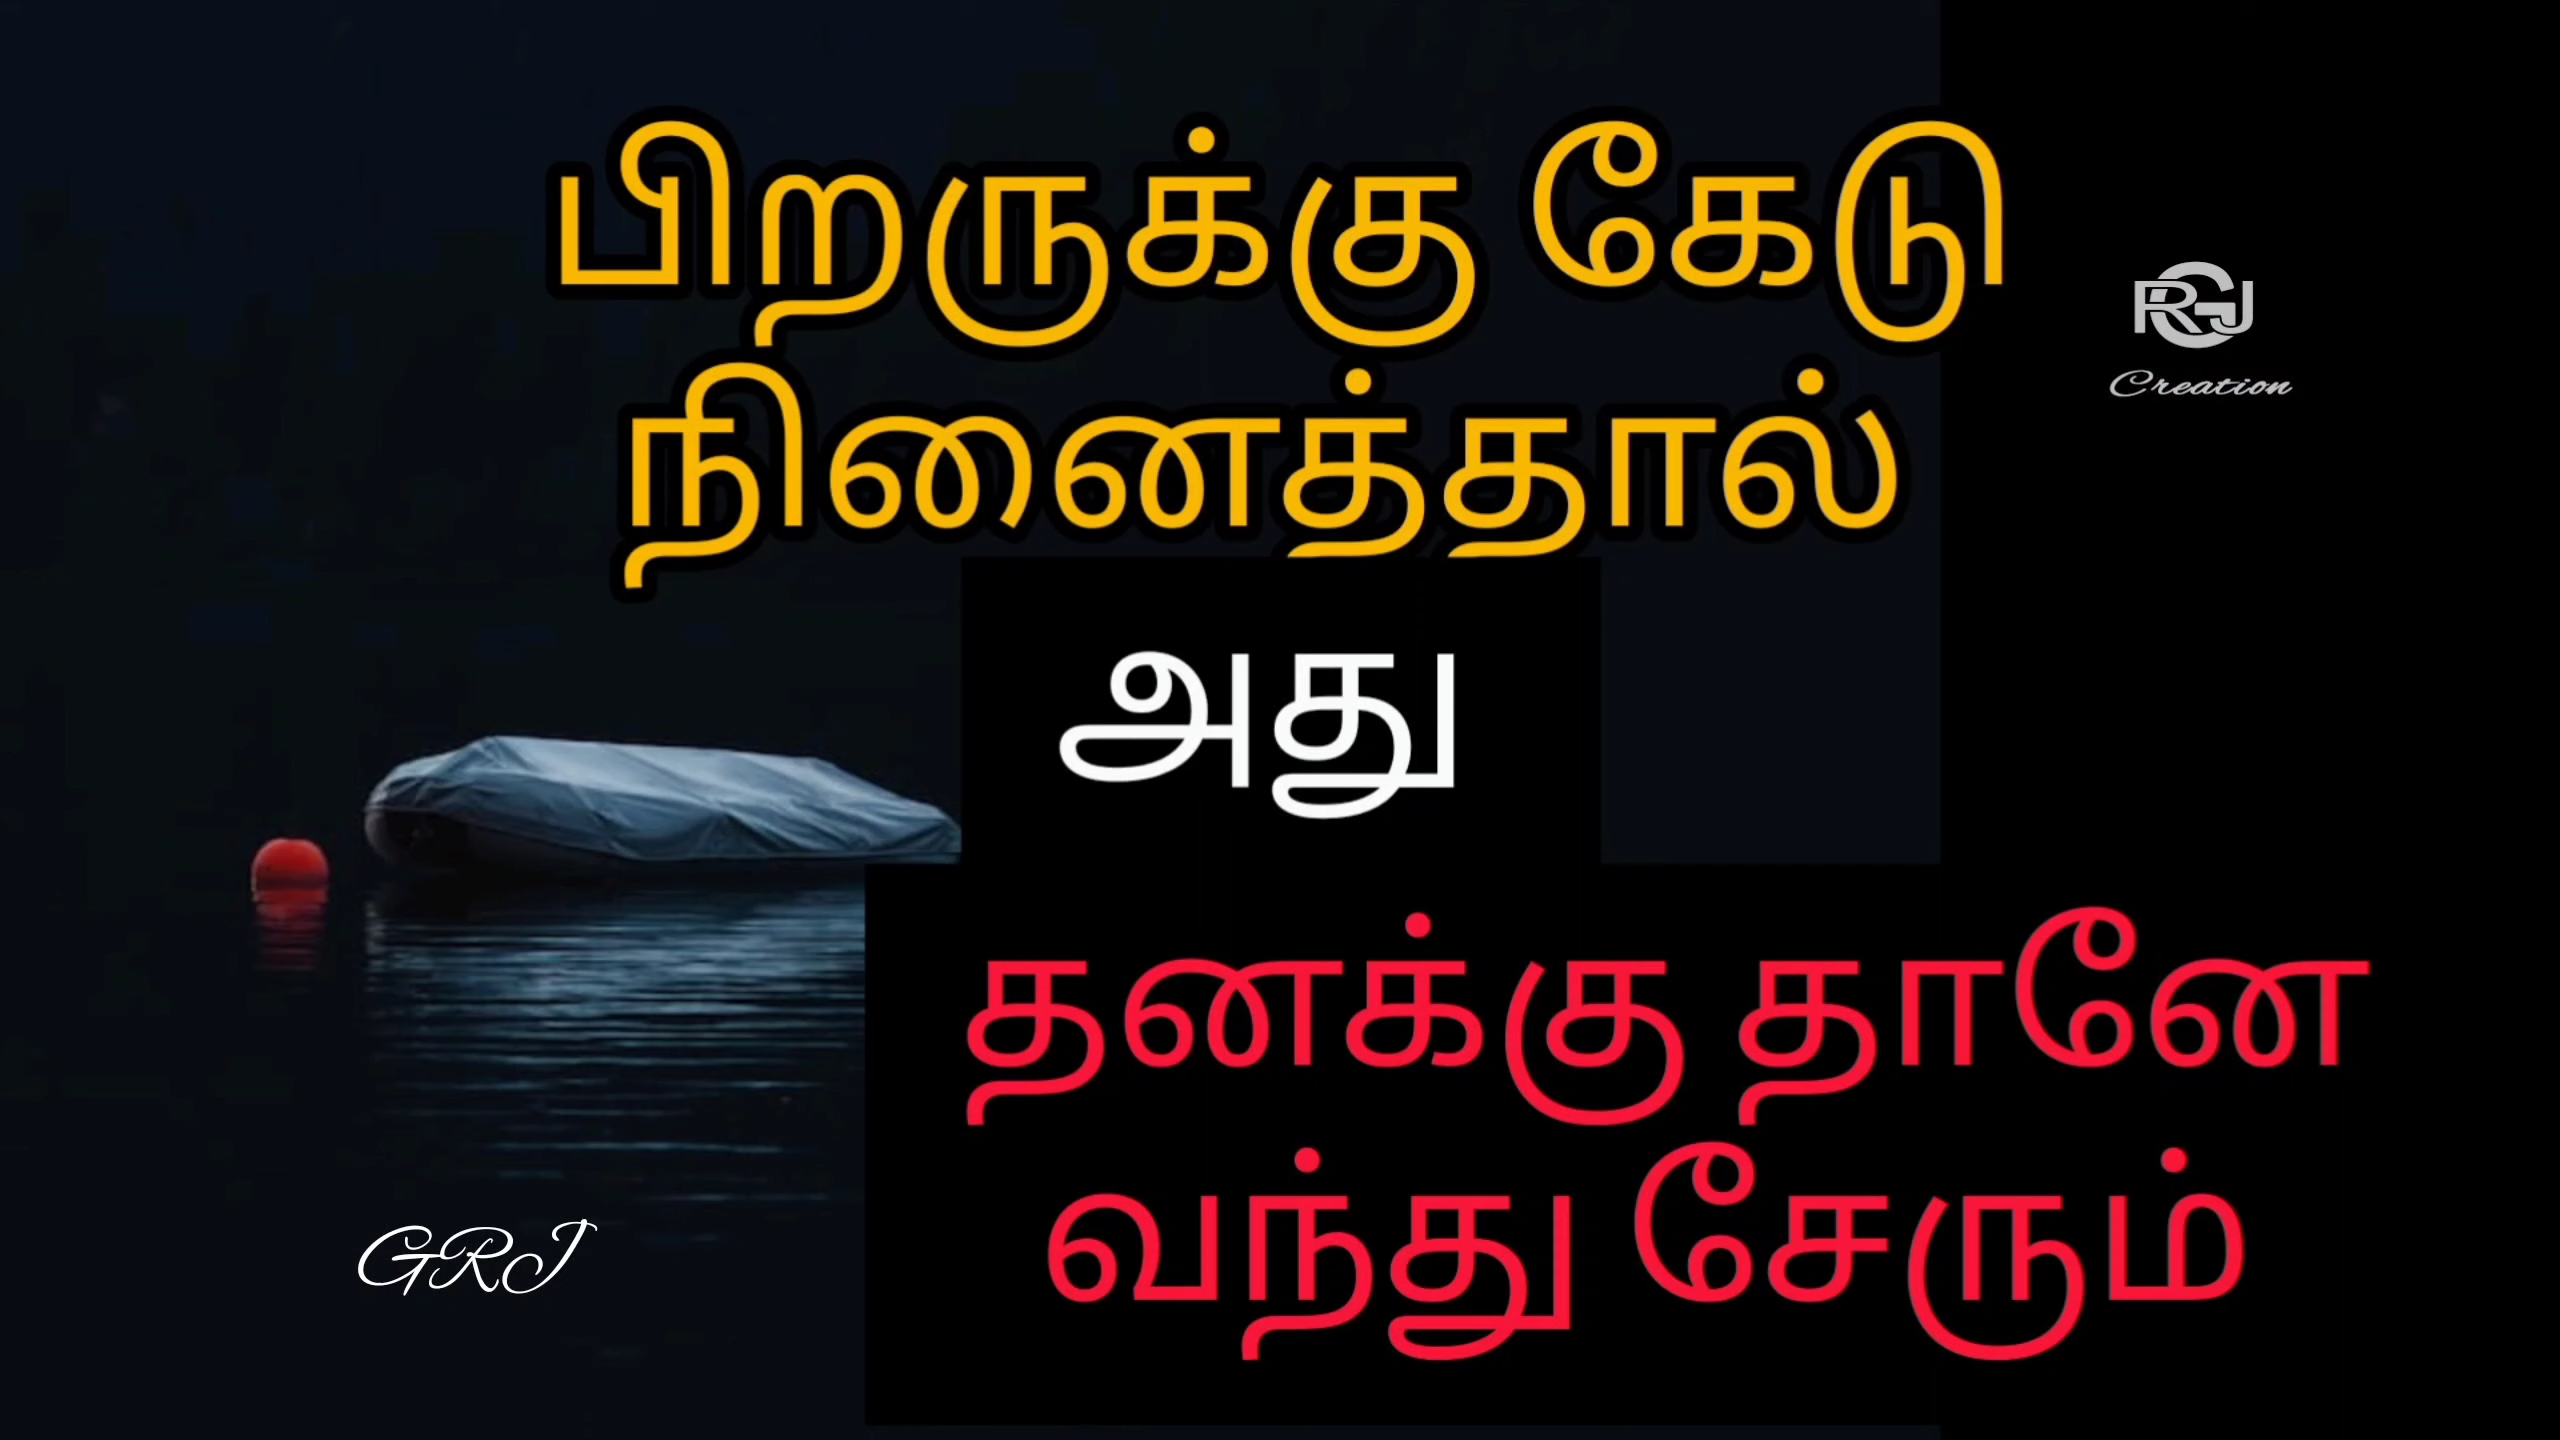 பிறருக்கு கேடு
நினைத்தால்
RGJ
Creation
அது
தனக்கு தானே
வந்து சேரும்
GRJ